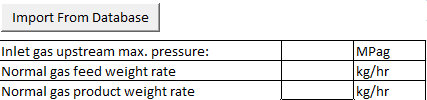 Import From Database
Inlet gas upstream max. pressure: MPag
Normal gas feed weight rate kg/hr
Normal gas product weight rate kg/hr